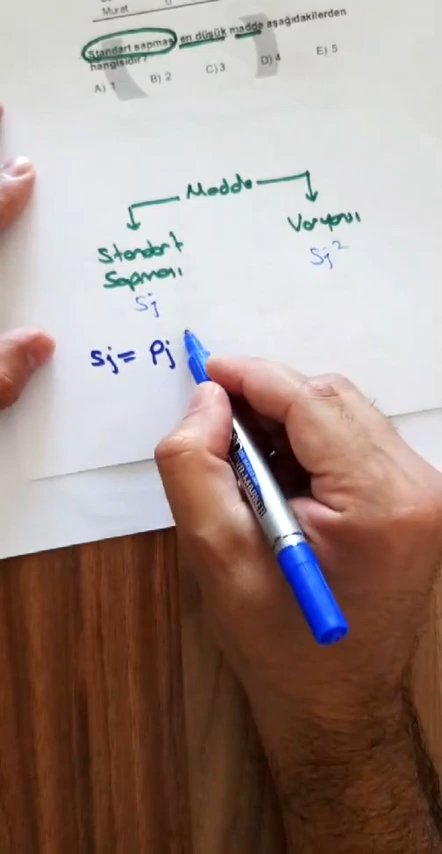 Murat 0
Standart sapması en düşük madde aşağıdakilerden
hangisidir?
A) 1 B) 2 C) 3 D) 4 E) 5
Madde
Standart
Sapması
Sj
Varyansı
Sj²
Sj = Pj